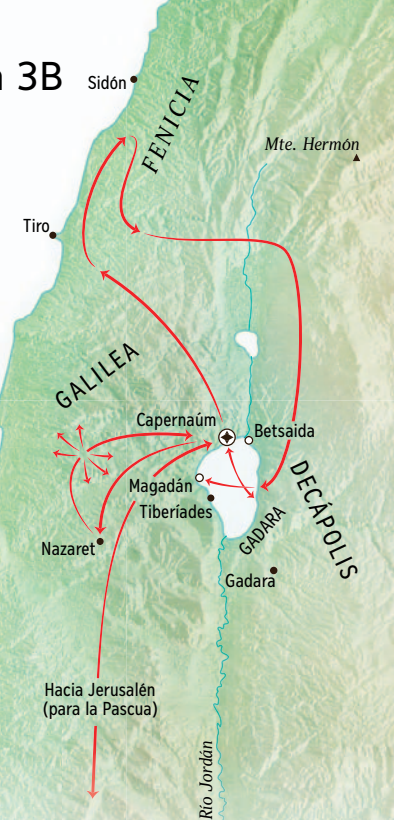 3B
Sidón
FENICIA
Mte. Hermón
Tiro
GALILEA
Capernaúm
Betsaida
Magadán
Tiberíades
DECÁPOLIS
GADARA
Nazaret
Gadara
Hacia Jerusalén
(para la Pascua)
Río Jordán